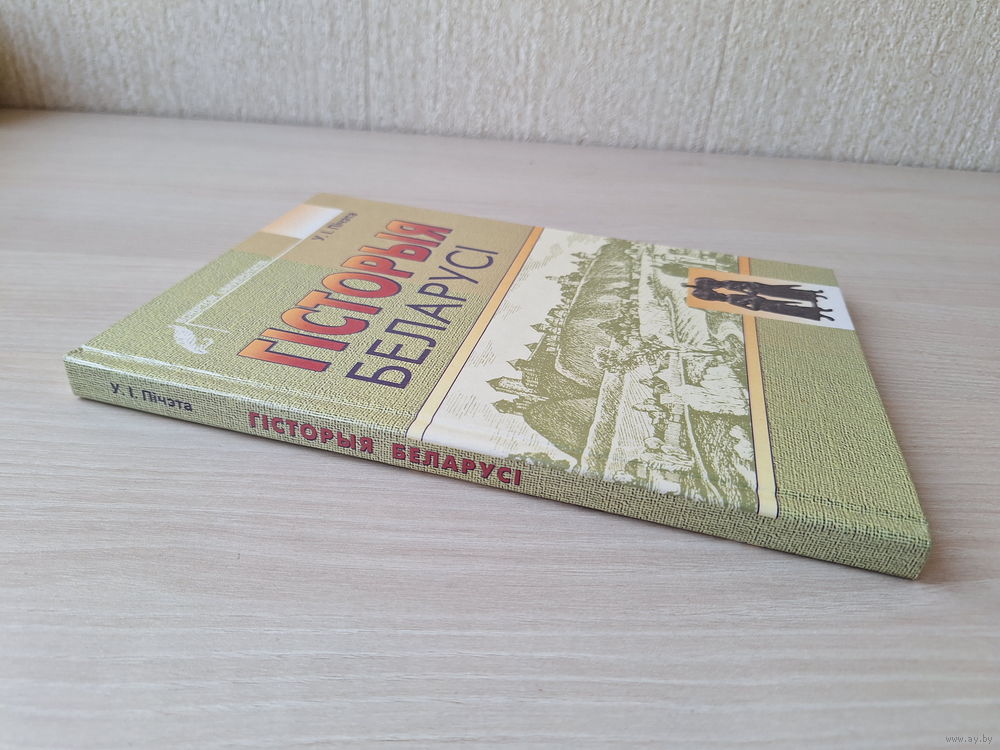 У. І. Пічэта
ГІСТОРЫЯ
БЕЛАРУСІ
У. І. Пічэта ГІСТОРЫЯ БЕЛАРУСІ
www.ay.by